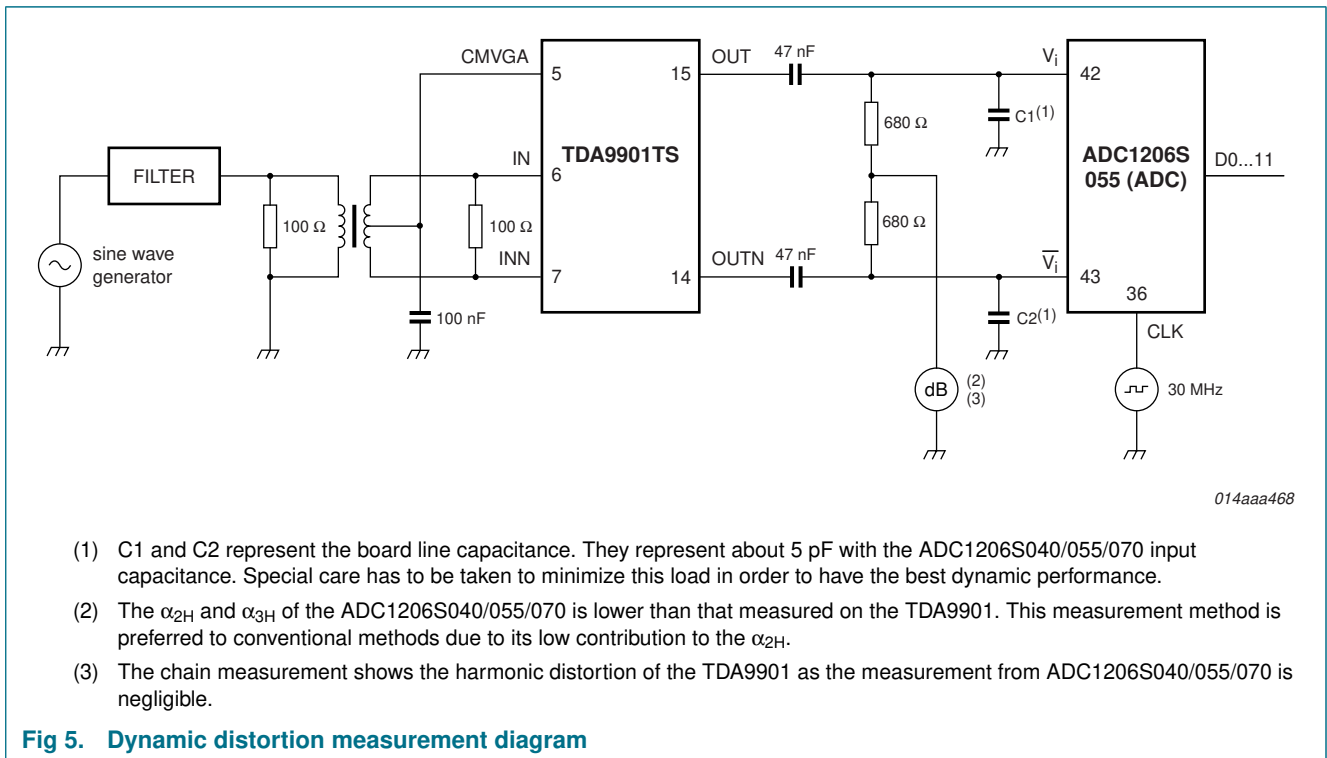 CMVGA
5
15
OUT
47 nF
Vi
42
680 Ω
C1(1)
FILTER
IN
6
TDA9901TS
ADC1206S
055 (ADC)
D0...11
100 Ω
100 Ω
680 Ω
sine wave
generator
INN
7
14
OUTN
47 nF
V̅i
43
36
100 nF
C2(1)
CLK
dB
(2)
(3)
30 MHz
014aaa468
(1) C1 and C2 represent the board line capacitance. They represent about 5 pF with the ADC1206S040/055/070 input
capacitance. Special care has to be taken to minimize this load in order to have the best dynamic performance.
(2) The α2H and α3H of the ADC1206S040/055/070 is lower than that measured on the TDA9901. This measurement method is
preferred to conventional methods due to its low contribution to the α2H.
(3) The chain measurement shows the harmonic distortion of the TDA9901 as the measurement from ADC1206S040/055/070 is
negligible.
Fig 5. Dynamic distortion measurement diagram